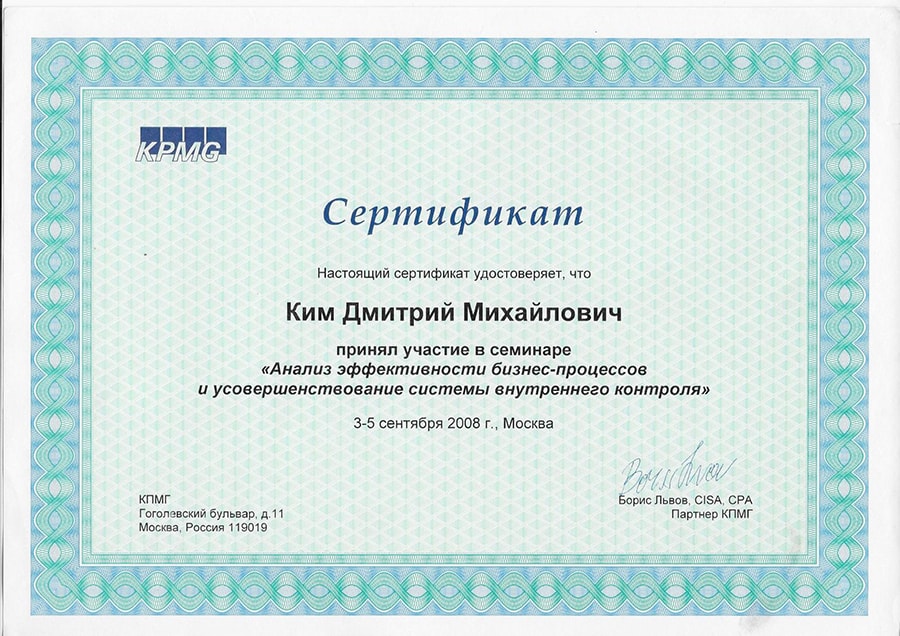 KPMG
Сертификат
Настоящий сертификат удостоверяет, что
Ким Дмитрий Михайлович
принял участие в семинаре
«Анализ эффективности бизнес-процессов
и усовершенствование системы внутреннего контроля»
3-5 сентября 2008 г., Москва
Boris Lvov
КПМГ
Гоголевский бульвар, д.11
Москва, Россия 119019
Борис Львов, CISA, CPA
Партнер КПМГ